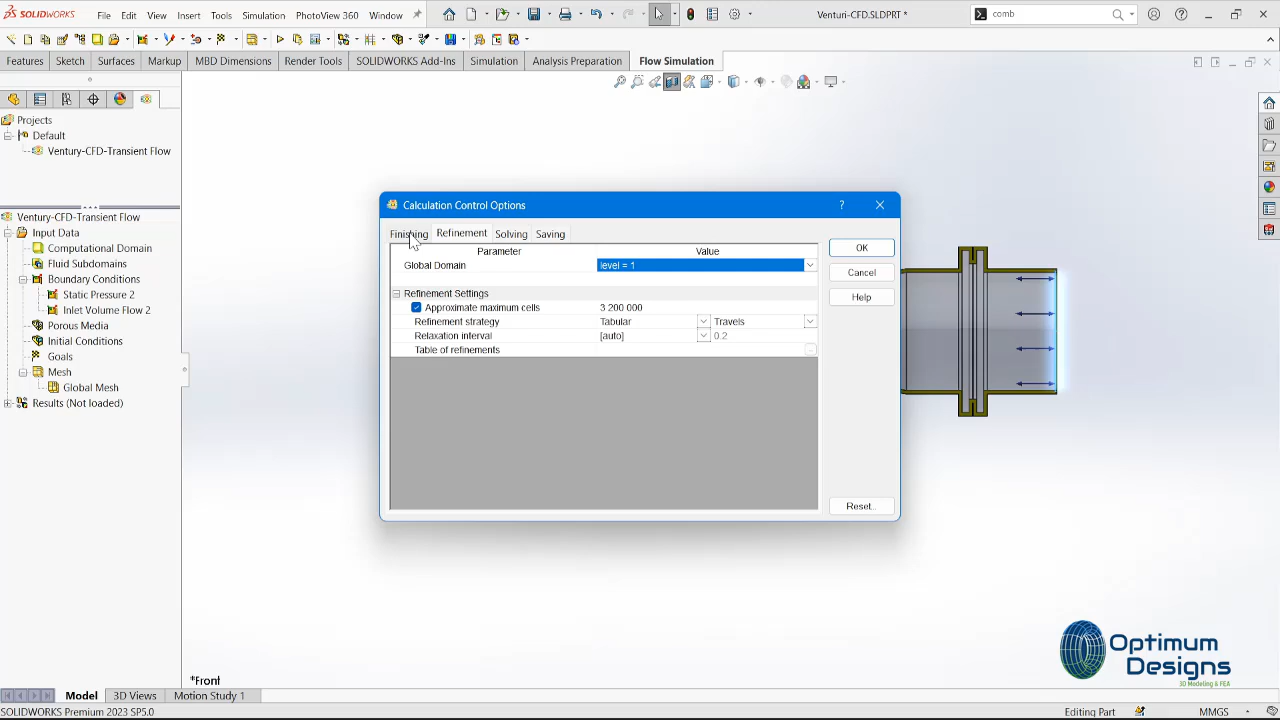 SOLIDWORKS File Edit View Insert Tools Simulation PhotoView 360 Window Venturi-CFD.SLDPRT * comb
Features Sketch Surfaces Markup MBD Dimensions Render Tools SOLIDWORKS Add-Ins Simulation Analysis Preparation Flow Simulation
Projects
Default
Ventury-CFD-Transient Flow
Ventury-CFD-Transient Flow
Input Data
Computational Domain
Fluid Subdomains
Boundary Conditions
Static Pressure 2
Inlet Volume Flow 2
Porous Media
Initial Conditions
Goals
Mesh
Global Mesh
Results (Not loaded)
Calculation Control Options ?
Finishing Refinement Solving Saving
Parameter Value
Global Domain level = 1
Refinement Settings
Approximate maximum cells 3 200 000
Refinement strategy Tabular Travels
Relaxation interval [auto] 0.2
Table of refinements
OK
Cancel
Help
Reset..
Optimum
Designs
3D Modeling & FEA
*Front
Model 3D Views Motion Study 1
SOLIDWORKS Premium 2023 SP5.0 Editing Part MMGS